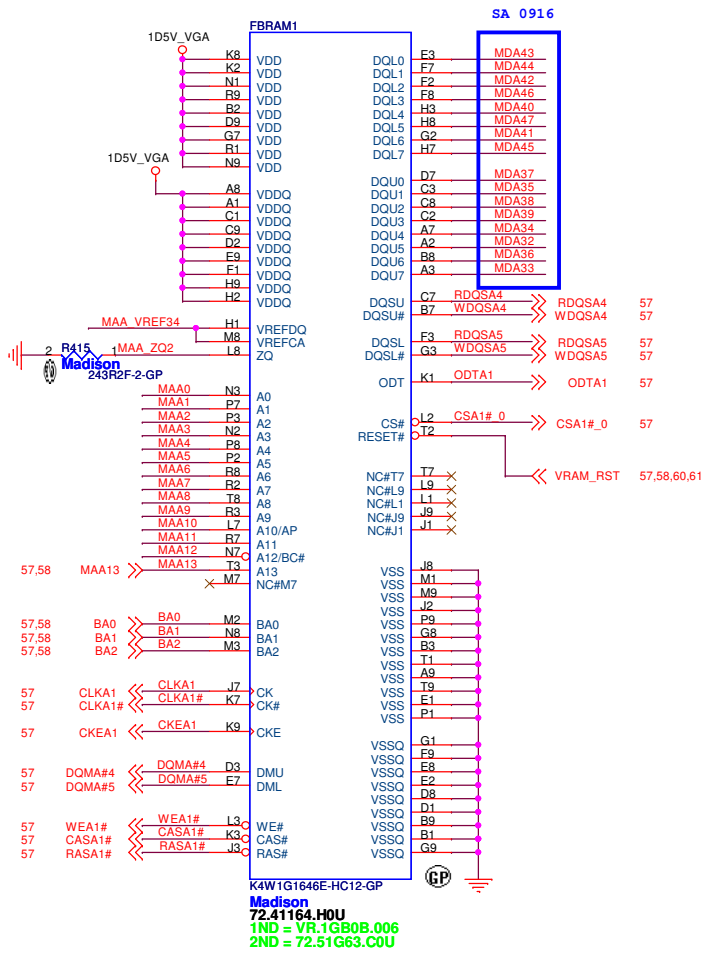 SA 0916
FBRAM1
1D5V_VGA
K8 VDD DQL0 E3 MDA43
K2 VDD DQL1 F7 MDA44
N1 VDD DQL2 F2 MDA42
R9 VDD DQL3 F8 MDA46
B2 VDD DQL4 H3 MDA40
D9 VDD DQL5 H8 MDA47
G7 VDD DQL6 G2 MDA41
R1 VDD DQL7 H7 MDA45
N9 VDD
1D5V_VGA
DQU0 D7 MDA37
A8 VDDQ DQU1 C3 MDA35
A1 VDDQ DQU2 C8 MDA38
C1 VDDQ DQU3 C2 MDA39
C9 VDDQ DQU4 A7 MDA34
D2 VDDQ DQU5 A2 MDA32
E9 VDDQ DQU6 B8 MDA36
F1 VDDQ DQU7 A3 MDA33
H9 VDDQ
H2 VDDQ DQSU C7 RDQSA4 RDQSA4 57
DQSU# B7 WDQSA4 WDQSA4 57
MAA_VREF34 H1 VREFDQ
M8 VREFCA DQSL F3 RDQSA5 RDQSA5 57
2 R415 1 MAA_ZQ2 L8 ZQ DQSL# G3 WDQSA5 WDQSA5 57
Madison
243R2F-2-GP
ODT K1 ODTA1 ODTA1 57
MAA0 N3 A0
MAA1 P7 A1
MAA2 P3 A2 CS# L2 CSA1#_0 CSA1#_0 57
MAA3 N2 A3 RESET# T2
MAA4 P8 A4
MAA5 P2 A5
MAA6 R8 A6 NC#T7 T7 VRAM_RST 57,58,60,61
MAA7 R2 A7 NC#L9 L9
MAA8 T8 A8 NC#L1 L1
MAA9 R3 A9 NC#J9 J9
MAA10 L7 A10/AP NC#J1 J1
MAA11 R7 A11
MAA12 N7 A12/BC#
57,58 MAA13 MAA13 T3 A13 VSS J8
M7 NC#M7 VSS M1
VSS M9
VSS J2
57,58 BA0 BA0 M2 BA0 VSS P9
57,58 BA1 BA1 N8 BA1 VSS G8
57,58 BA2 BA2 M3 BA2 VSS B3
VSS T1
VSS A9
57 CLKA1 CLKA1 J7 CK VSS T9
57 CLKA1# CLKA1# K7 CK# VSS E1
VSS P1
57 CKEA1 CKEA1 K9 CKE
VSSQ G1
VSSQ F9
57 DQMA#4 DQMA#4 D3 DMU VSSQ E8
57 DQMA#5 DQMA#5 E7 DML VSSQ E2
VSSQ D8
VSSQ D1
57 WEA1# WEA1# L3 WE# VSSQ B9
57 CASA1# CASA1# K3 CAS# VSSQ B1
57 RASA1# RASA1# J3 RAS# VSSQ G9
GP
K4W1G1646E-HC12-GP
Madison
72.41164.H0U
1ND = VR.1GB0B.006
2ND = 72.51G63.C0U